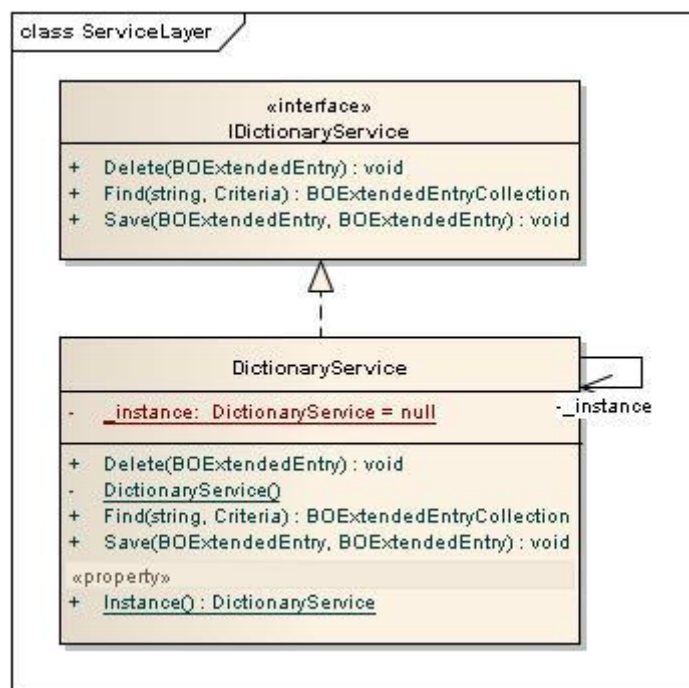 class ServiceLayer
«interface»
IDictionaryService
+ Delete(BOExtendedEntry) : void
+ Find(string, Criteria) : BOExtendedEntryCollection
+ Save(BOExtendedEntry, BOExtendedEntry) : void
DictionaryService
- _instance: DictionaryService = null
-_instance
+ Delete(BOExtendedEntry) : void
- DictionaryService()
+ Find(string, Criteria) : BOExtendedEntryCollection
+ Save(BOExtendedEntry, BOExtendedEntry) : void
«property»
+ Instance() : DictionaryService